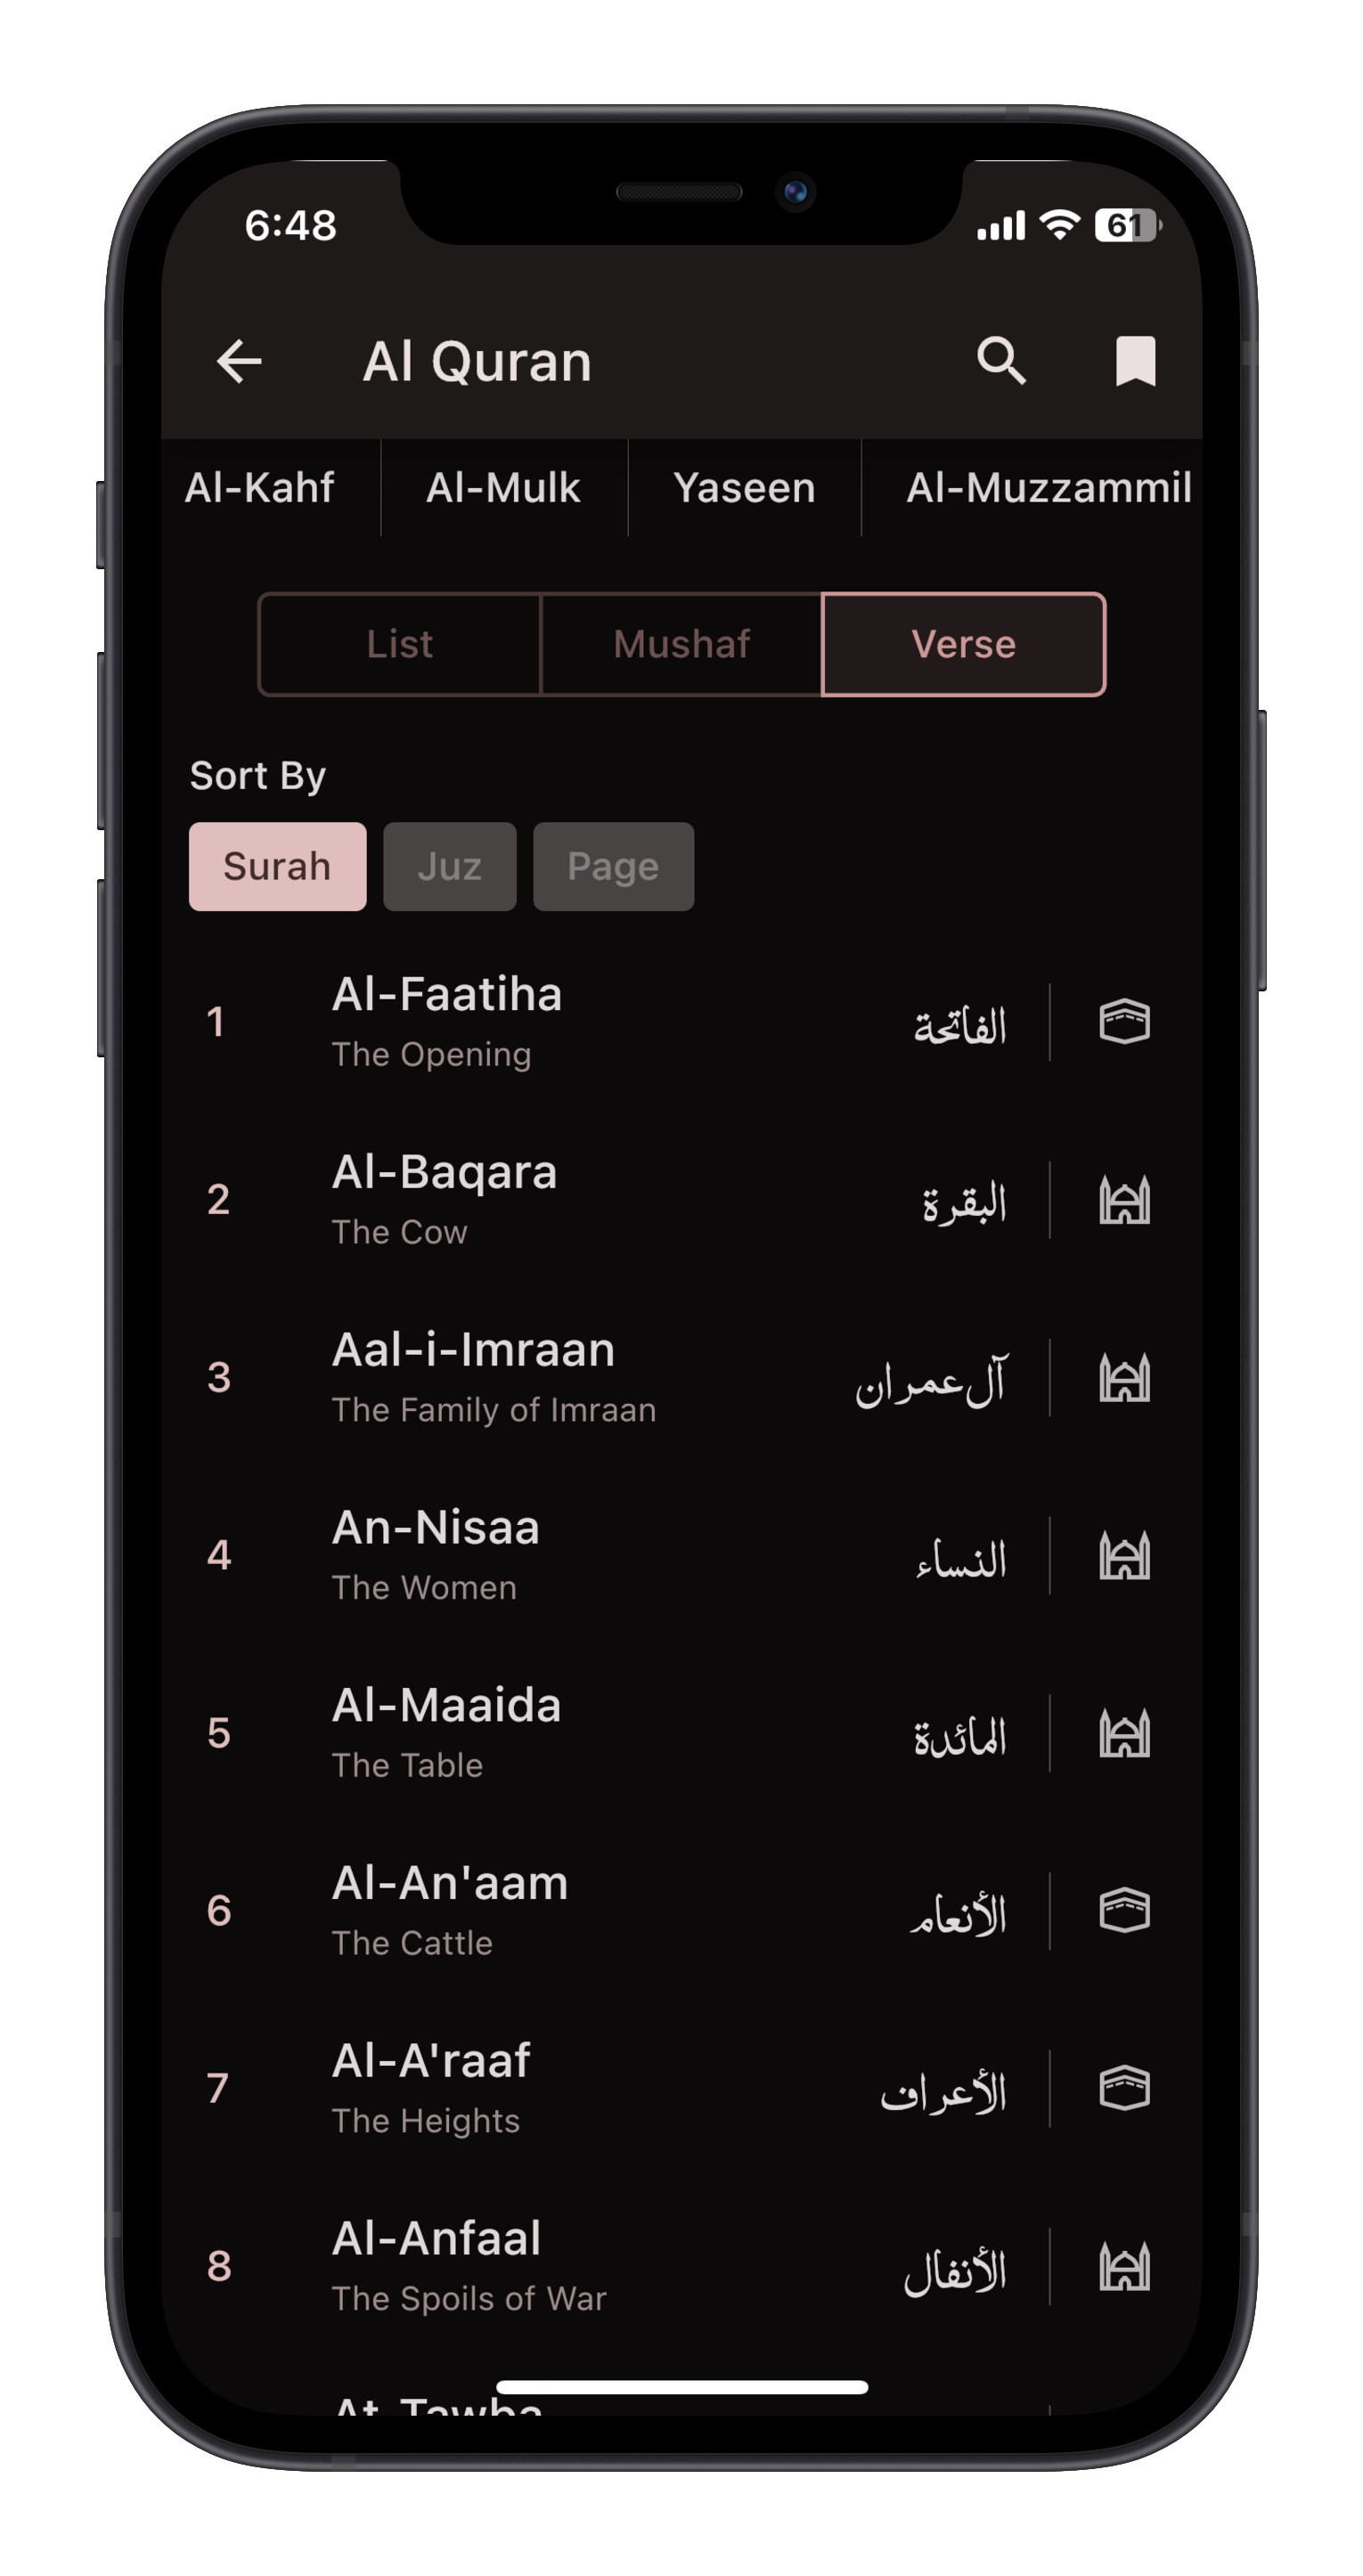 6:48
61
Al Quran
Al-Kahf Al-Mulk Yaseen Al-Muzzammil
List Mushaf Verse
Sort By
Surah Juz Page
1 Al-Faatiha الفاتحة
The Opening
2 Al-Baqara البقرة
The Cow
3 Aal-i-Imraan آل عمران
The Family of Imraan
4 An-Nisaa النساء
The Women
5 Al-Maaida المائدة
The Table
6 Al-An'aam الأنعام
The Cattle
7 Al-A'raaf الأعراف
The Heights
8 Al-Anfaal الأنفال
The Spoils of War
At-Tawba